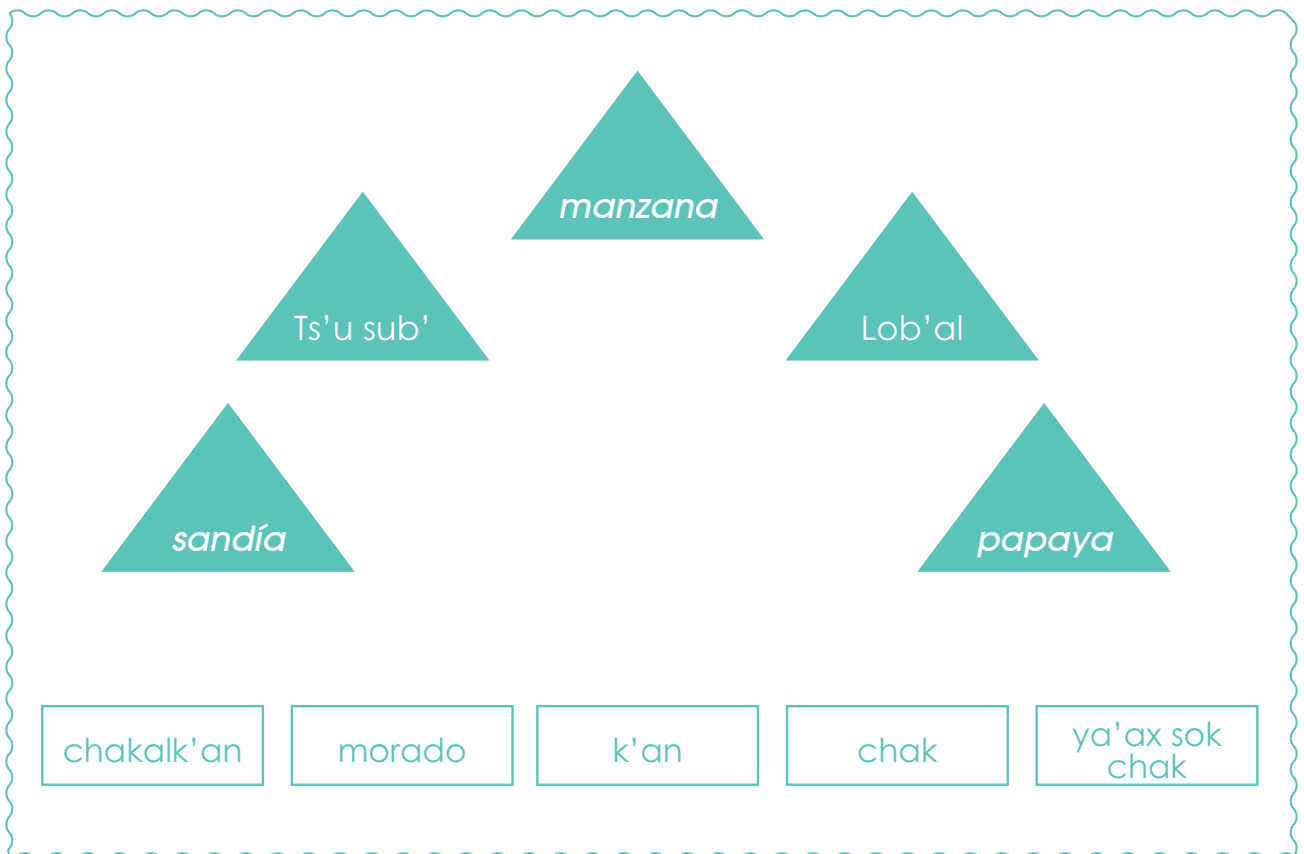 manzana
Ts’u sub’
Lob’al
sandía
papaya
chakalk’an
morado
k’an
chak
ya’ax sok
chak